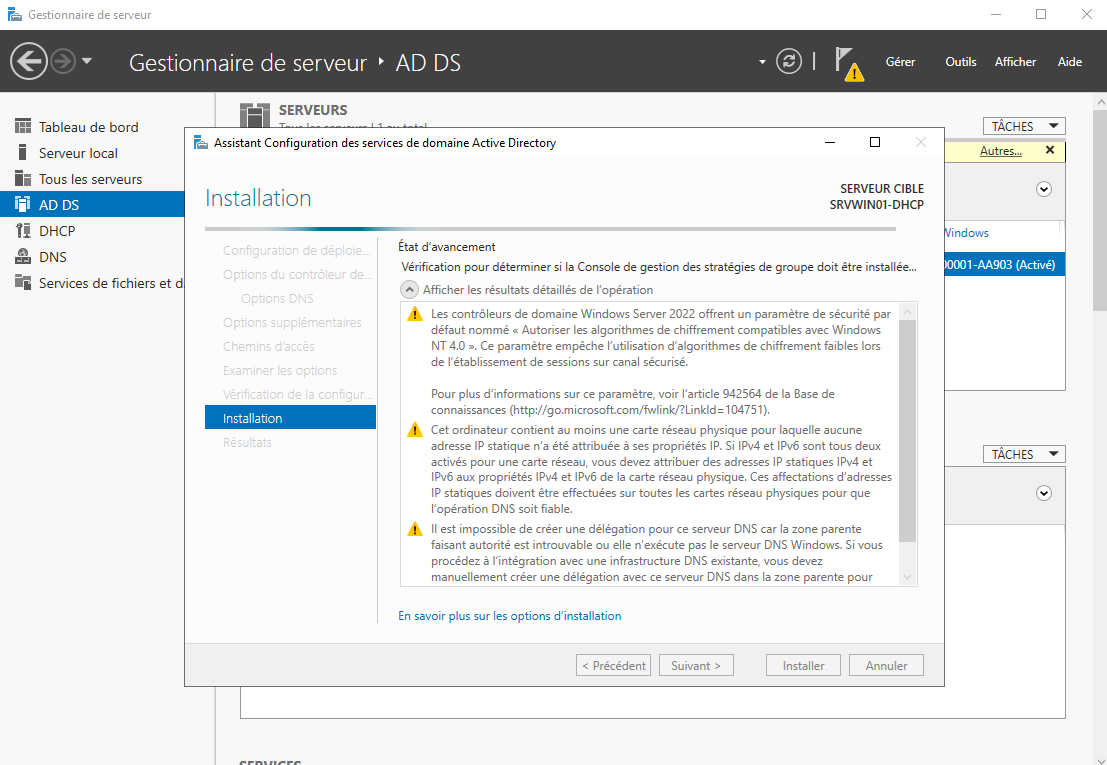 Gestionnaire de serveur
Gestionnaire de serveur ‣ AD DS
Gérer
Outils
Afficher
Aide
Tableau de bord
Serveur local
Tous les serveurs
AD DS
DHCP
DNS
Services de fichiers et d
SERVEURS
Tous les serveurs | 1 au total
TÂCHES
Autres...
Windows
0001-AA903 (Activé)
Assistant Configuration des services de domaine Active Directory
Installation
SERVEUR CIBLE
SRVWIN01-DHCP
Configuration de déploie...
Options du contrôleur de...
Options DNS
Options supplémentaires
Chemins d'accès
Examiner les options
Vérification de la configur...
Installation
Résultats
État d'avancement
Vérification pour déterminer si la Console de gestion des stratégies de groupe doit être installée...
Afficher les résultats détaillés de l'opération
Les contrôleurs de domaine Windows Server 2022 offrent un paramètre de sécurité par
défaut nommé « Autoriser les algorithmes de chiffrement compatibles avec Windows
NT 4.0 ». Ce paramètre empêche l'utilisation d'algorithmes de chiffrement faibles lors
de l'établissement de sessions sur canal sécurisé.
Pour plus d'informations sur ce paramètre, voir l'article 942564 de la Base de
connaissances (http://go.microsoft.com/fwlink/?LinkId=104751).
Cet ordinateur contient au moins une carte réseau physique pour laquelle aucune
adresse IP statique n'a été attribuée à ses propriétés IP. Si IPv4 et IPv6 sont tous deux
activés pour une carte réseau, vous devez attribuer des adresses IP statiques IPv4 et
IPv6 aux propriétés IPv4 et IPv6 de la carte réseau physique. Ces affectations d'adresses
IP statiques doivent être effectuées sur toutes les cartes réseau physiques pour que
l'opération DNS soit fiable.
Il est impossible de créer une délégation pour ce serveur DNS car la zone parente
faisant autorité est introuvable ou elle n'exécute pas le serveur DNS Windows. Si vous
procédez à l'intégration avec une infrastructure DNS existante, vous devez
manuellement créer une délégation avec ce serveur DNS dans la zone parente pour
En savoir plus sur les options d'installation
< Précédent
Suivant >
Installer
Annuler
TÂCHES
SERVICES